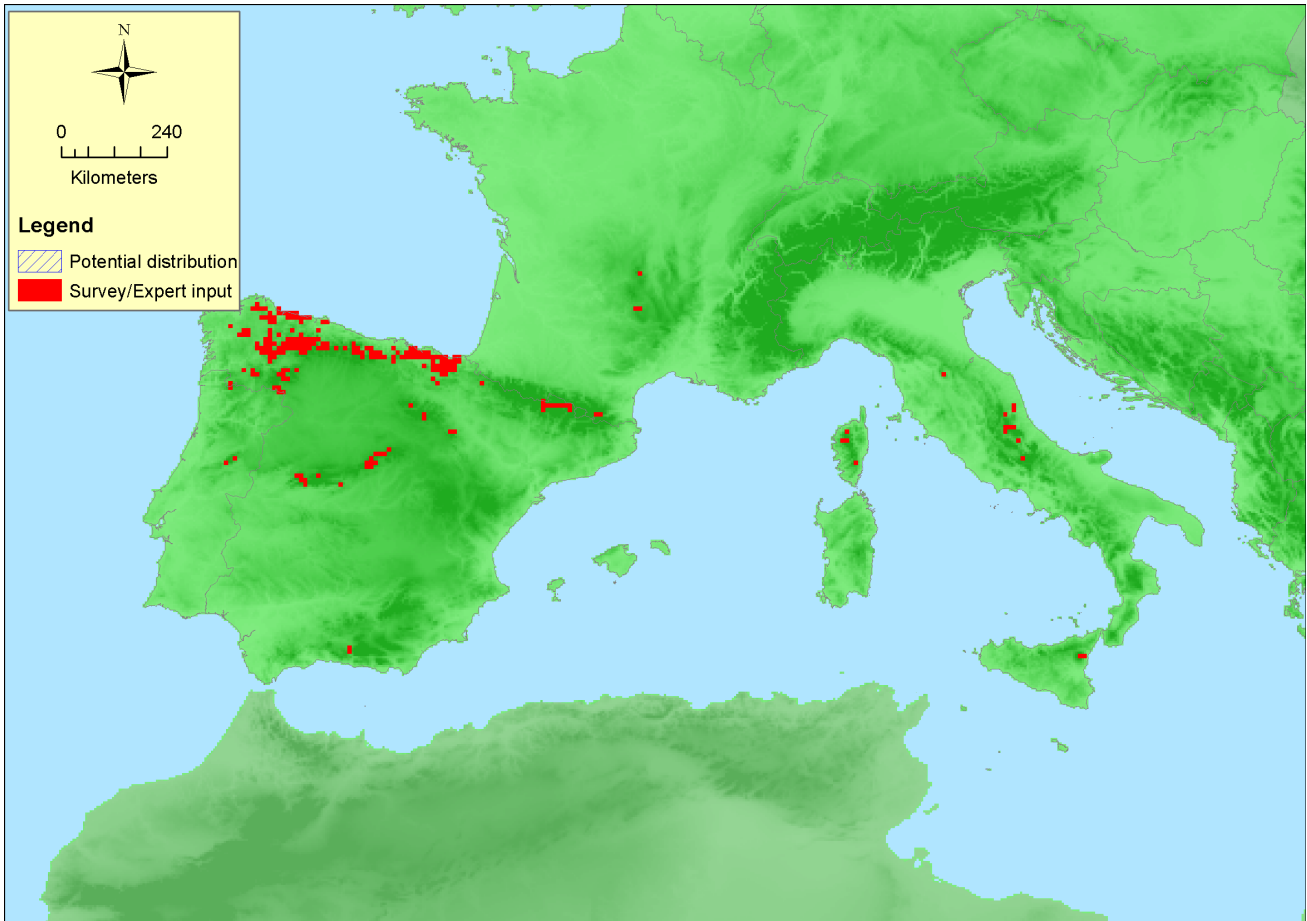 N
0 240
Kilometers
Legend
Potential distribution
Survey/Expert input